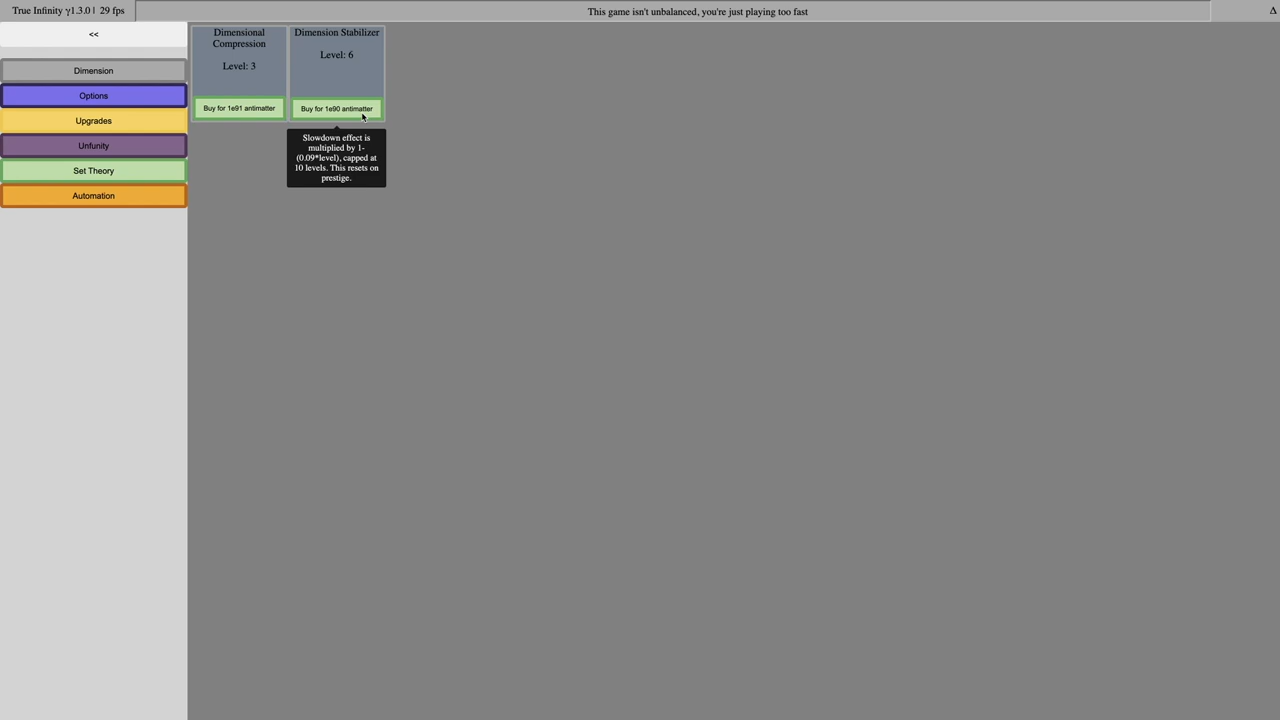 True Infinity γ1.3.0 | 29 fps
This game isn't unbalanced, you're just playing too fast
Δ
<<
Dimension
Options
Upgrades
Unfunity
Set Theory
Automation
Dimensional
Compression
Level: 3
Buy for 1e91 antimatter
Dimension Stabilizer
Level: 6
Buy for 1e90 antimatter
Slowdown effect is
multiplied by 1-
(0.09*level), capped at
10 levels. This resets on
prestige.